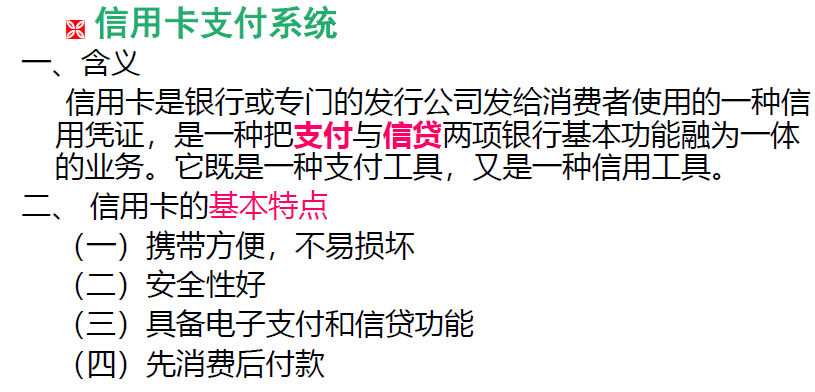 信用卡支付系统
一、含义
信用卡是银行或专门的发行公司发给消费者使用的一种信
用凭证，是一种把支付与信贷两项银行基本功能融为一体
的业务。它既是一种支付工具，又是一种信用工具。
二、 信用卡的基本特点
（一）携带方便，不易损坏
（二）安全性好
（三）具备电子支付和信贷功能
（四）先消费后付款